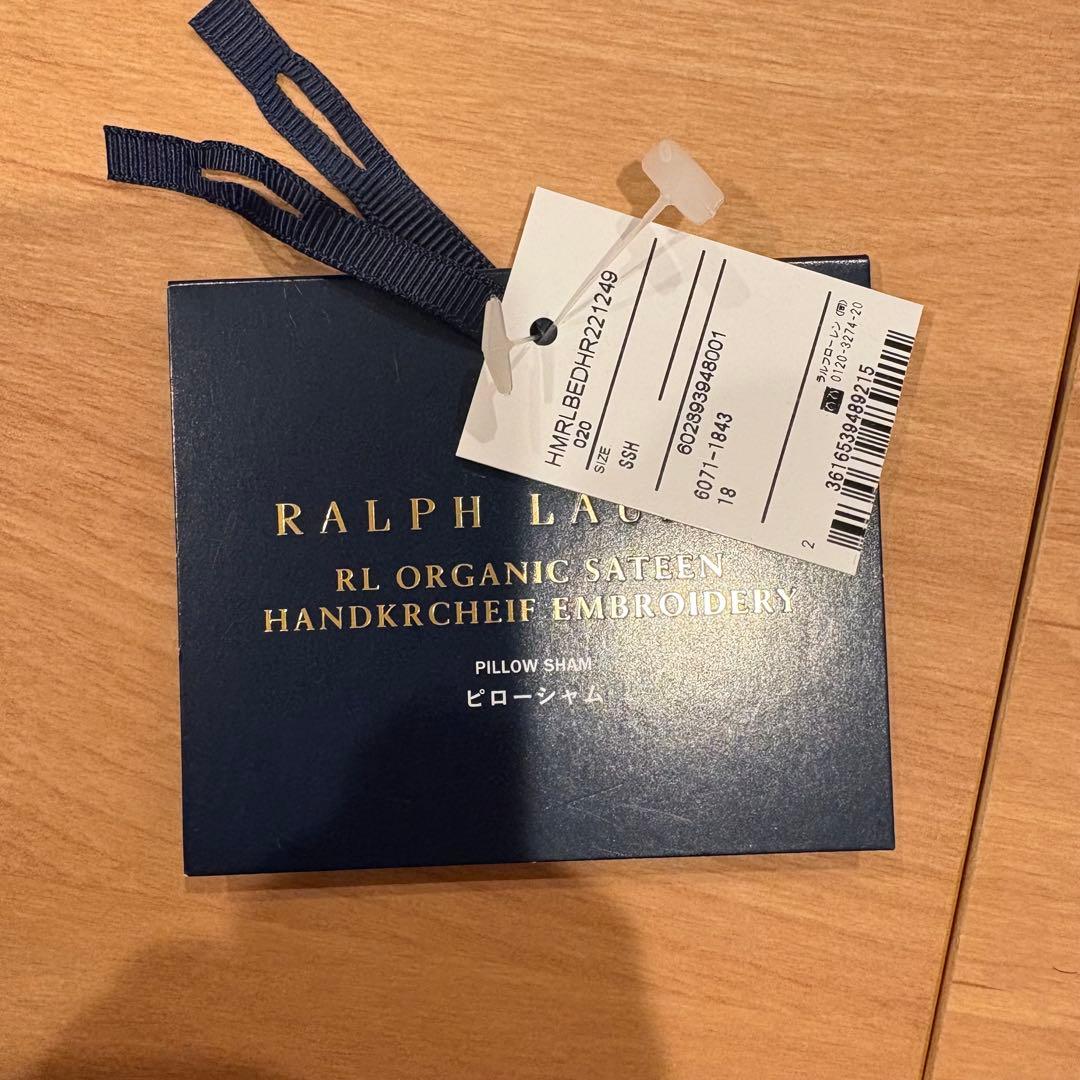 HMRLBEDHR221249
020
SIZE
SSH
602893948001
6071-1843
18
2
ラルフローレン (同)
0120-3274-20
3616539489215
RALPH
RL ORGANIC SATEEN
HANDKRCHEIF EMBROIDERY
PILLOW SHAM
ピローシャム